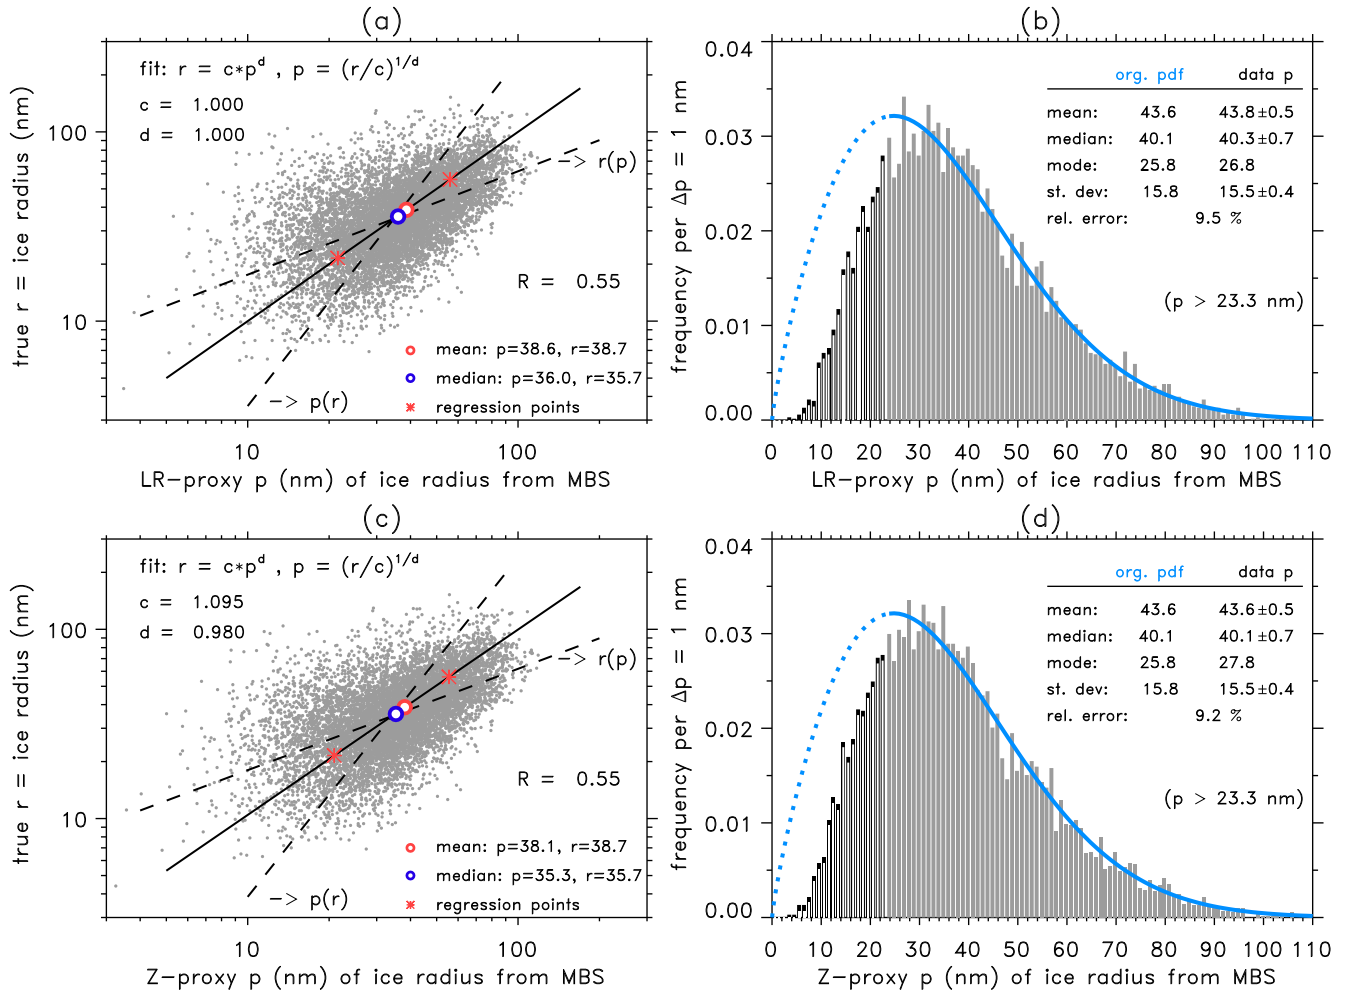 (a)
true r = ice radius (nm)
100
10
fit: r = c*p^d , p = (r/c)^1/d
c = 1.000
d = 1.000
-> r(p)
R = 0.55
mean: p=38.6, r=38.7
median: p=36.0, r=35.7
regression points
-> p(r)
10 100
LR-proxy p (nm) of ice radius from MBS
(b)
frequency per Δp = 1 nm
0.04
0.03
0.02
0.01
0.00
org. pdf data p
mean: 43.6 43.8±0.5
median: 40.1 40.3±0.7
mode: 25.8 26.8
st. dev: 15.8 15.5±0.4
rel. error: 9.5 %
(p > 23.3 nm)
0 10 20 30 40 50 60 70 80 90 100 110
LR-proxy p (nm) of ice radius from MBS
(c)
true r = ice radius (nm)
100
10
fit: r = c*p^d , p = (r/c)^1/d
c = 1.095
d = 0.980
-> r(p)
R = 0.55
mean: p=38.1, r=38.7
median: p=35.3, r=35.7
regression points
-> p(r)
10 100
Z-proxy p (nm) of ice radius from MBS
(d)
frequency per Δp = 1 nm
0.04
0.03
0.02
0.01
0.00
org. pdf data p
mean: 43.6 43.6±0.5
median: 40.1 40.1±0.7
mode: 25.8 27.8
st. dev: 15.8 15.5±0.4
rel. error: 9.2 %
(p > 23.3 nm)
0 10 20 30 40 50 60 70 80 90 100 110
Z-proxy p (nm) of ice radius from MBS